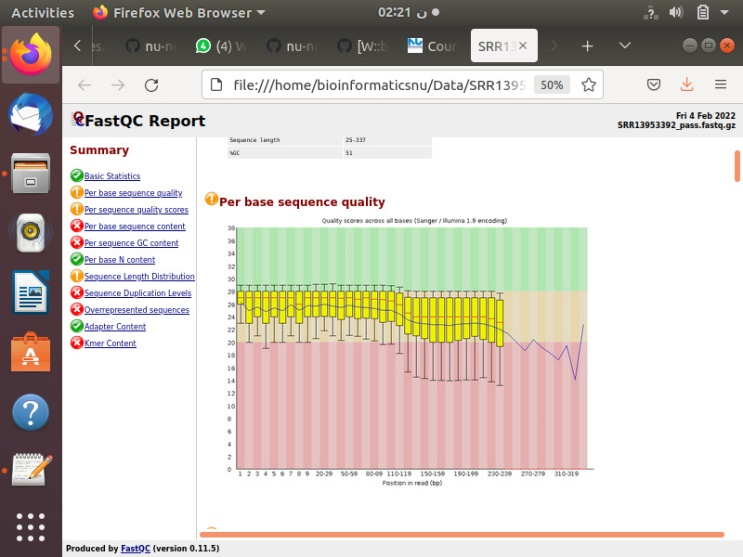 Activities Firefox Web Browser 02:21 ن
es. nu-n (4) W nu-n [W::b Cour SRR13
file:///home/bioinformaticsnu/Data/SRR1395 50%
FastQC Report
Fri 4 Feb 2022
SRR13953392_pass.fastq.gz
Summary
Basic Statistics
Per base sequence quality
Per sequence quality scores
Per base sequence content
Per sequence GC content
Per base N content
Sequence Length Distribution
Sequence Duplication Levels
Overrepresented sequences
Adapter Content
Kmer Content
Sequence length 25-337
%GC 51
Per base sequence quality
Quality scores across all bases (Sanger / Illumina 1.9 encoding)
38
36
34
32
30
28
26
24
22
20
18
16
14
12
10
8
6
4
2
0
1 2 3 4 5 6 7 8 9 20-29 50-59 80-89 110-119 150-159 190-199 230-239 270-279 310-319
Position in read (bp)
Produced by FastQC (version 0.11.5)